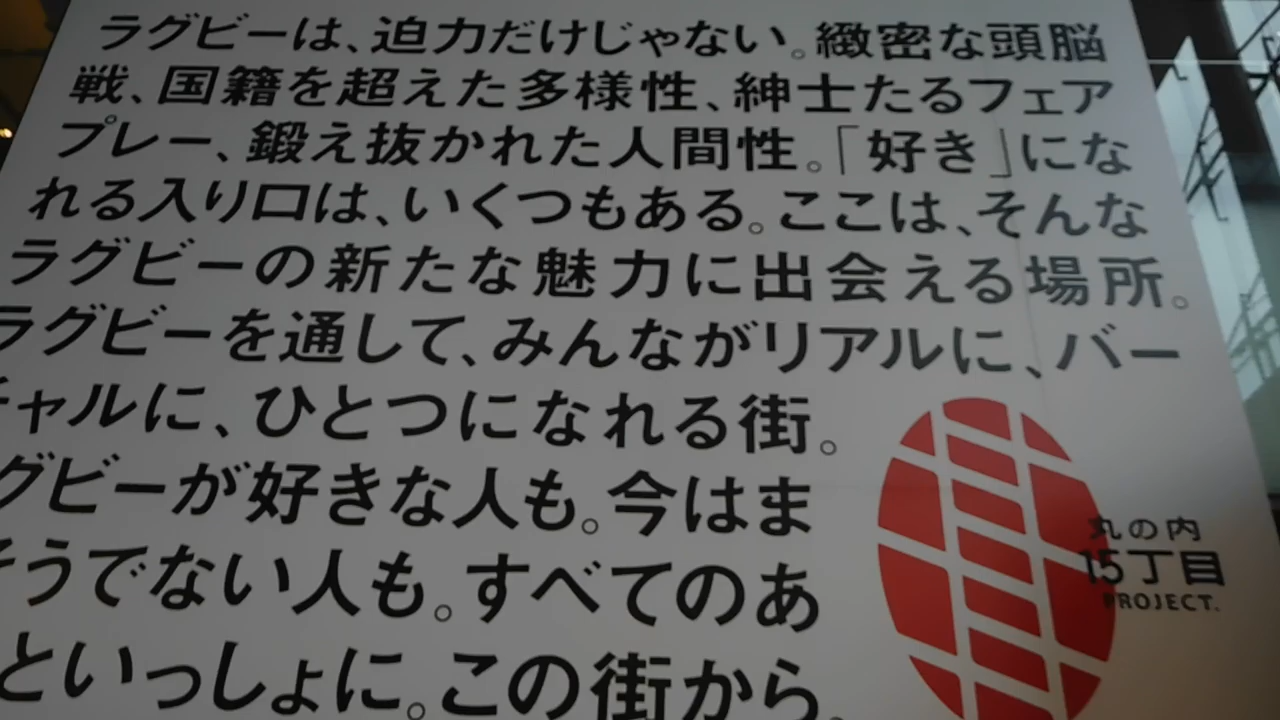 ラグビーは、迫力だけじゃない。緻密な頭脳
戦、国籍を超えた多様性、紳士たるフェア
プレー、鍛え抜かれた人間性。「好き」にな
れる入り口は、いくつもある。ここは、そんな
ラグビーの新たな魅力に出会える場所。
ラグビーを通して、みんながリアルに、バー
チャルに、ひとつになれる街。
グビーが好きな人も。今はま
そうでない人も。すべてのあ
といっしょに。この街から。
丸の内
15丁目
PROJECT.